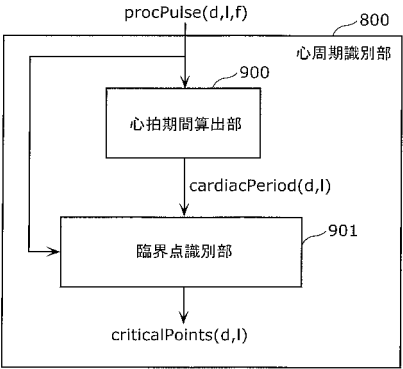 procPulse(d,l,f)
800
心周期識別部
900
心拍期間算出部
cardiacPeriod(d,l)
901
臨界点識別部
criticalPoints(d,l)